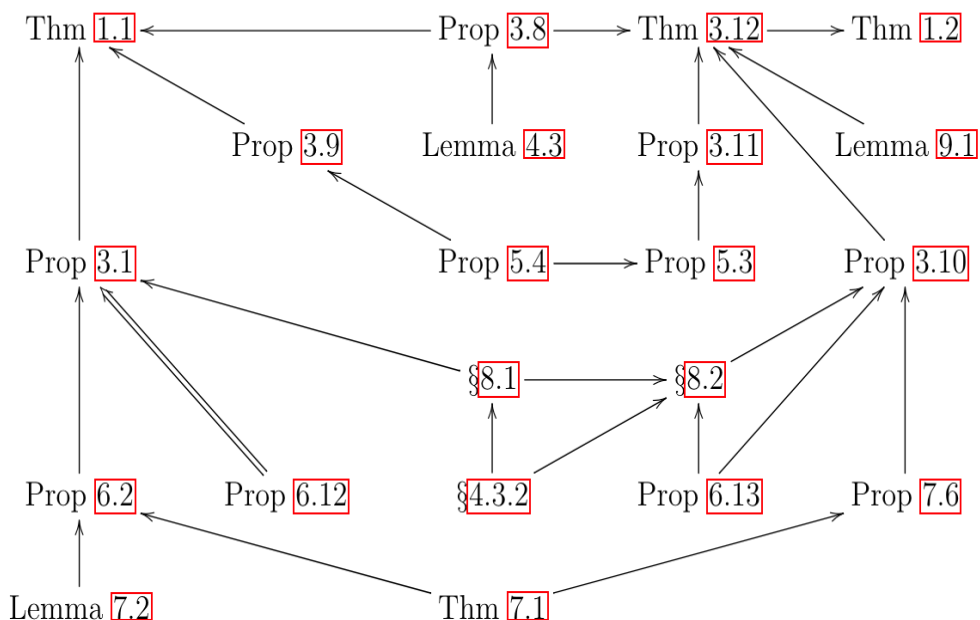 Thm 1.1 Prop 3.8 Thm 3.12 Thm 1.2
Prop 3.9 Lemma 4.3 Prop 3.11 Lemma 9.1
Prop 3.1 Prop 5.4 Prop 5.3 Prop 3.10
§8.1 §8.2
Prop 6.2 Prop 6.12 §4.3.2 Prop 6.13 Prop 7.6
Lemma 7.2 Thm 7.1